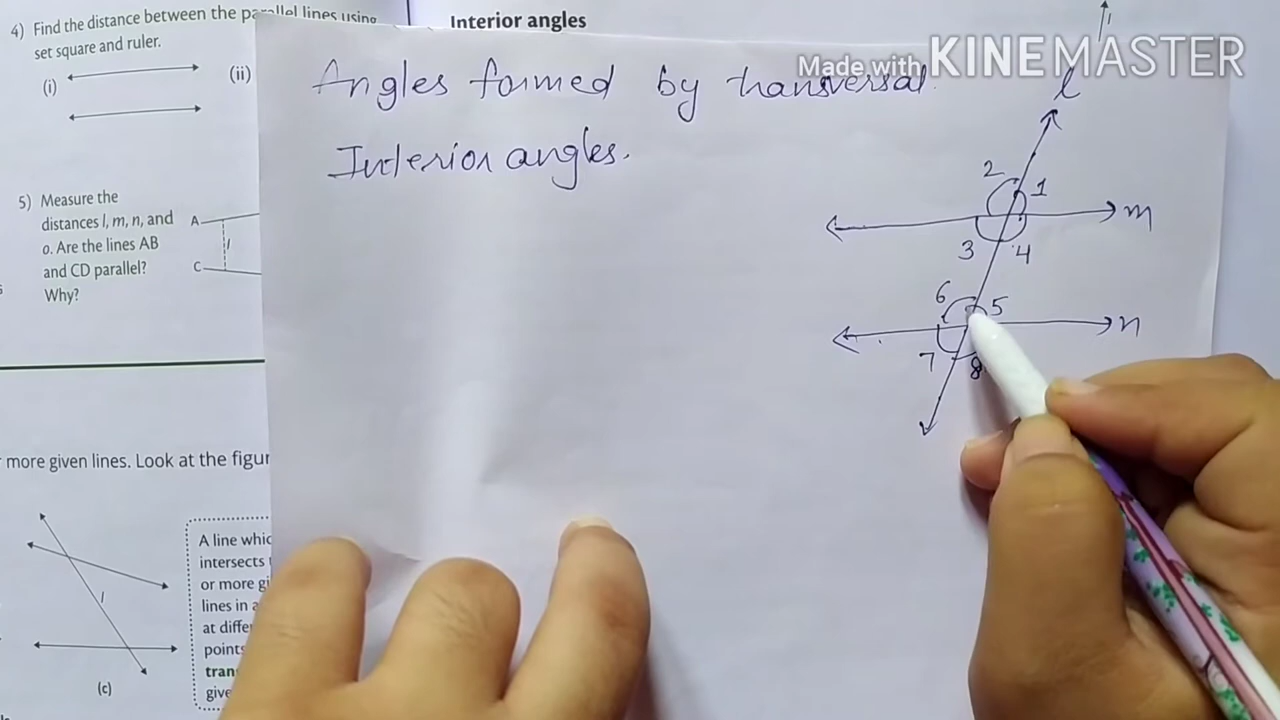 4) Find the distance between the parallel lines using
set square and ruler.
(i)
(ii)
5) Measure the
distances l, m, n, and
o. Are the lines AB
and CD parallel?
Why?
A
l
C
more given lines. Look at the figur
l
(c)
A line whic
intersects
or more gi
lines in a
at differ
points
tran
give
Interior angles
l
Made with KINEMASTER
Angles formed by transversal.
Interior angles.
l
2
1
m
3
4
6
5
n
7
8